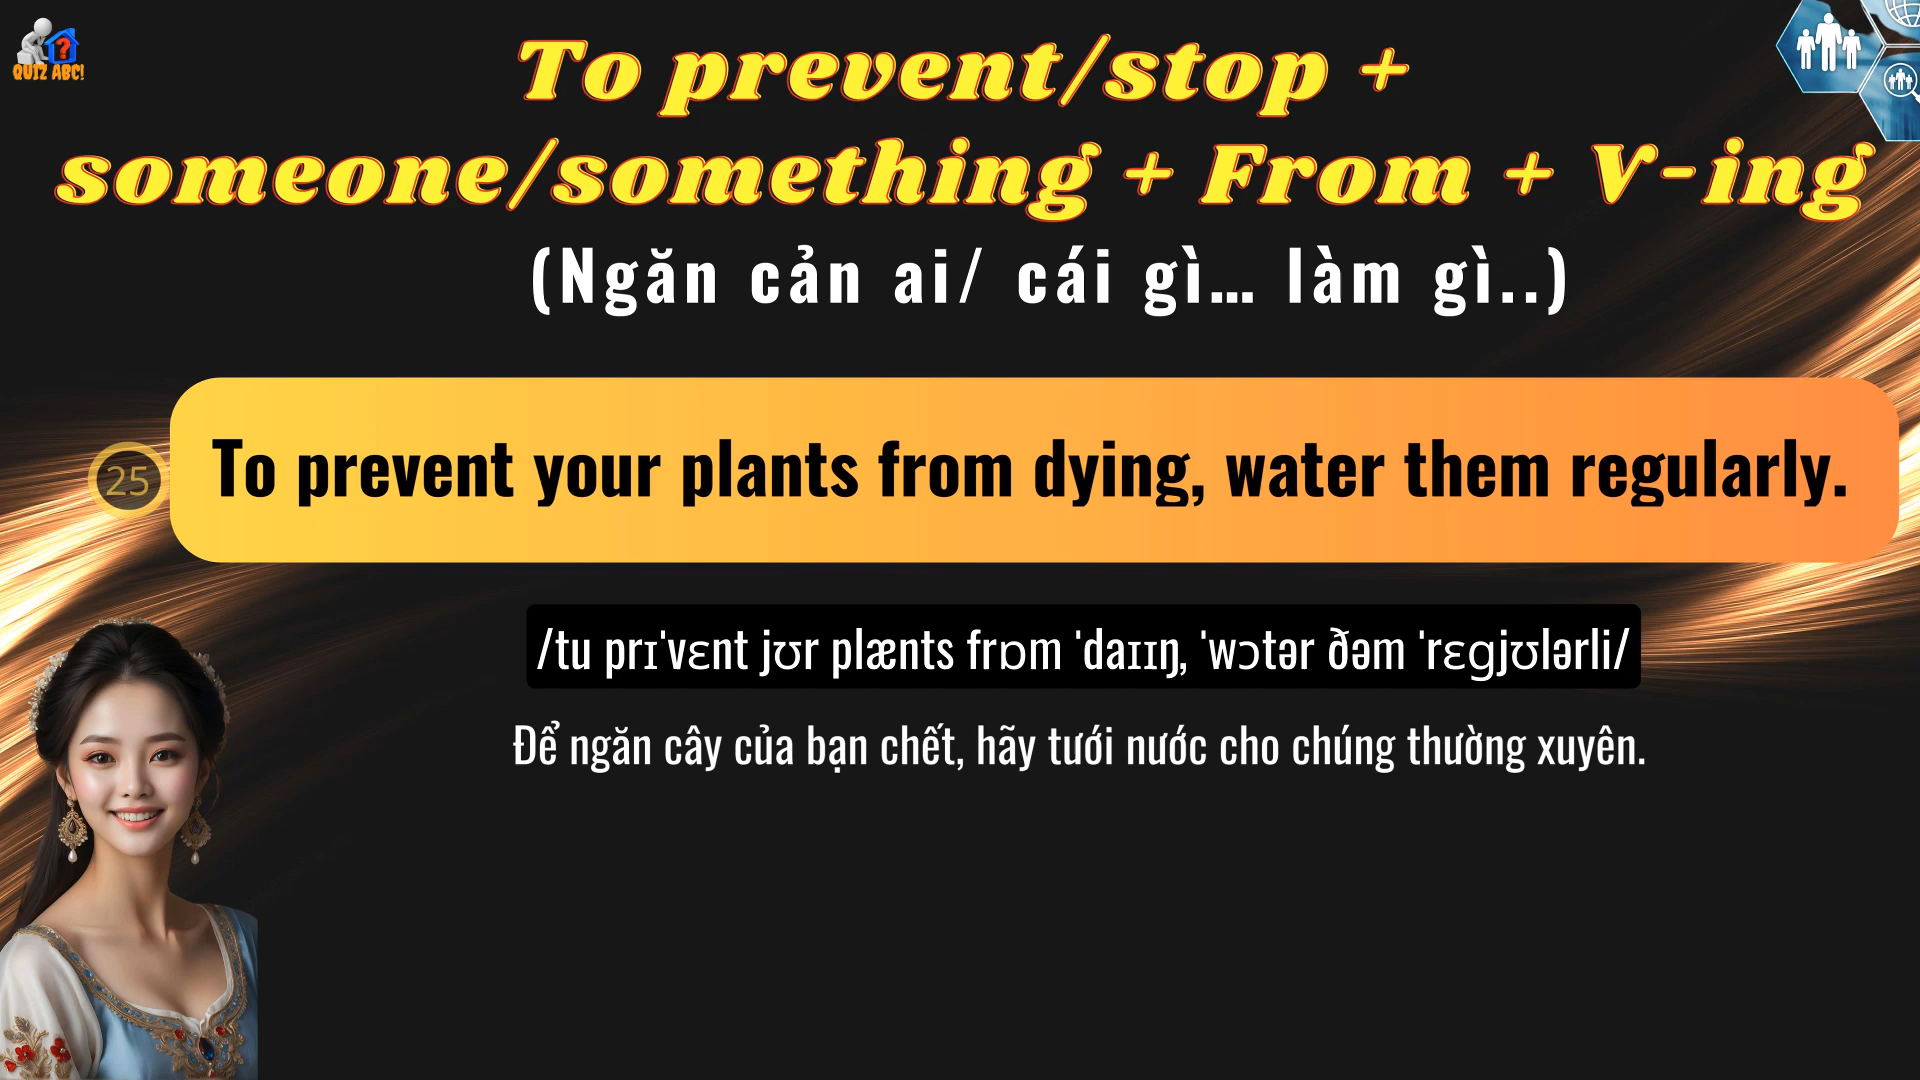 QUIZ ABC!
To prevent/stop +
someone/something + From + V-ing
(Ngăn cản ai/ cái gì... làm gì..)
25
To prevent your plants from dying, water them regularly.
/tu prɪˈvɛnt jʊr plænts frɒm ˈdaɪɪŋ, ˈwɔtər ðəm ˈrɛgjʊlərli/
Để ngăn cây của bạn chết, hãy tưới nước cho chúng thường xuyên.